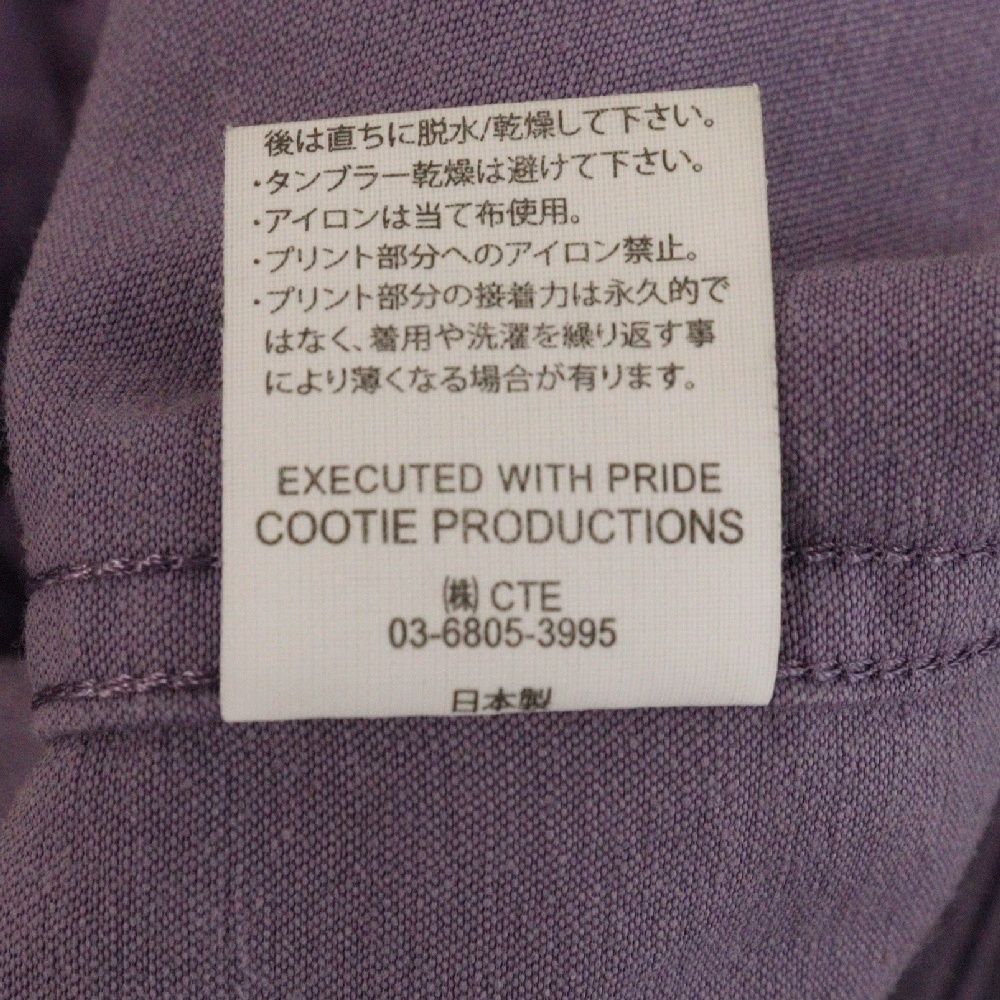 後は直ちに脱水/乾燥して下さい。
・タンブラー乾燥は避けて下さい。
・アイロンは当て布使用。
・プリント部分へのアイロン禁止。
・プリント部分の接着力は永久的で
はなく、着用や洗濯を繰り返す事
により薄くなる場合が有ります。
EXECUTED WITH PRIDE
COOTIE PRODUCTIONS
㈱ CTE
03-6805-3995
日本製